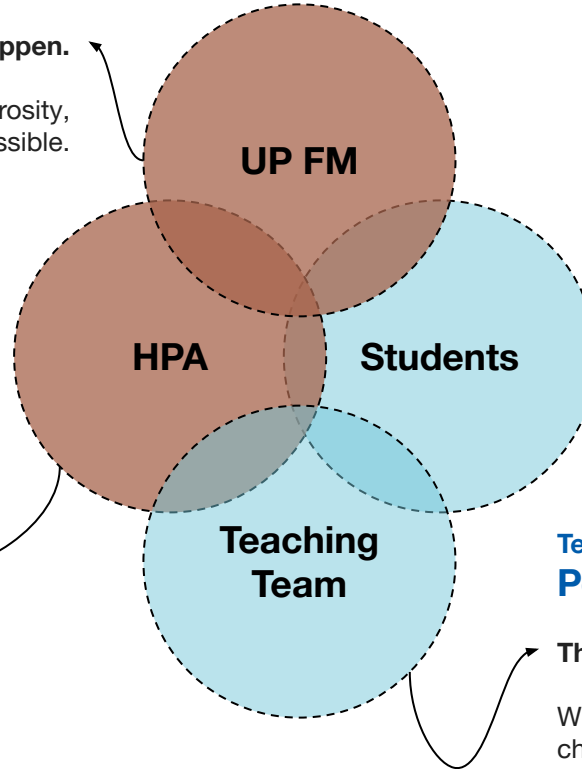 ppen.
rosity,
ssible.
UP FM
HPA
Students
Teaching
Team
Te
P
Th
W
ch